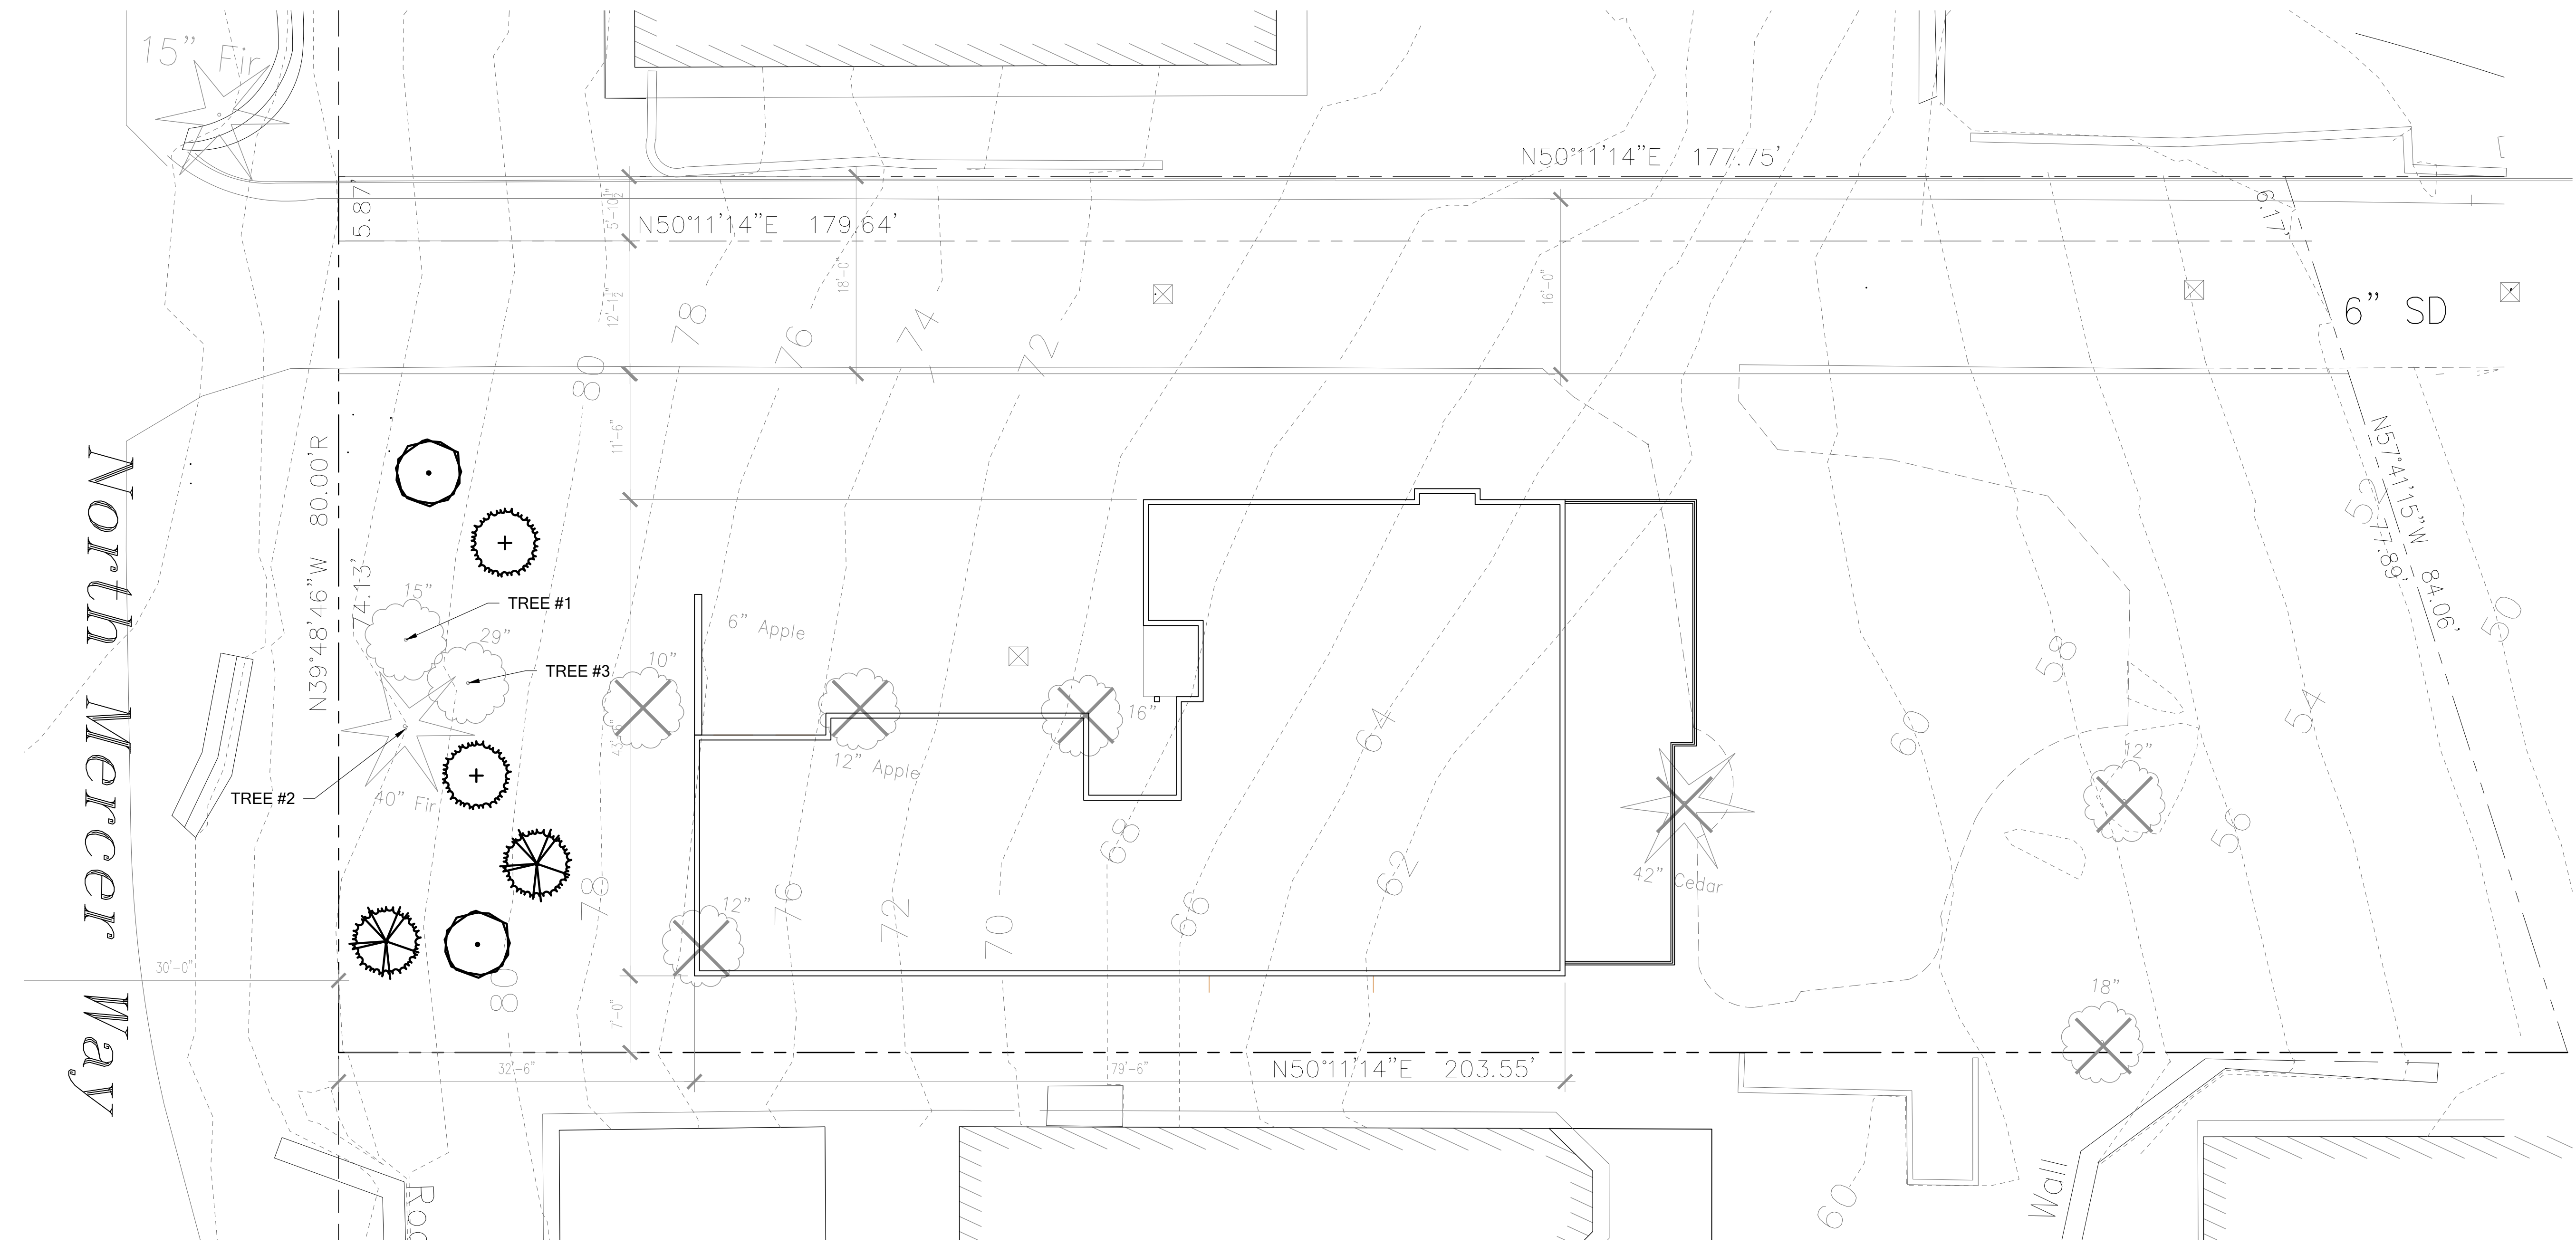 15” Fir
N50°11'14”E 177.75'
5.87'
5'-10½"
N50°11'14”E 179.64'
6.17'
18'-0"
16'-0"
12'-1½"
6” SD
78
76
74
72
80
11'-6"
N39°48'46”W 80.00'R
74.13'
N57°41'15”W 84.06'
77.89'
52
50
15”
TREE #1
29”
TREE #3
6” Apple
10”
16”
12” Apple
43'-6"
TREE #2
40” Fir
North Mercer Way
64
60
58
54
12”
56
68
62
42” Cedar
12”
78
76
72
70
66
80
30'-0"
7'-0"
18”
32'-6"
79'-6"
N50°11'14”E 203.55'
Wall
60